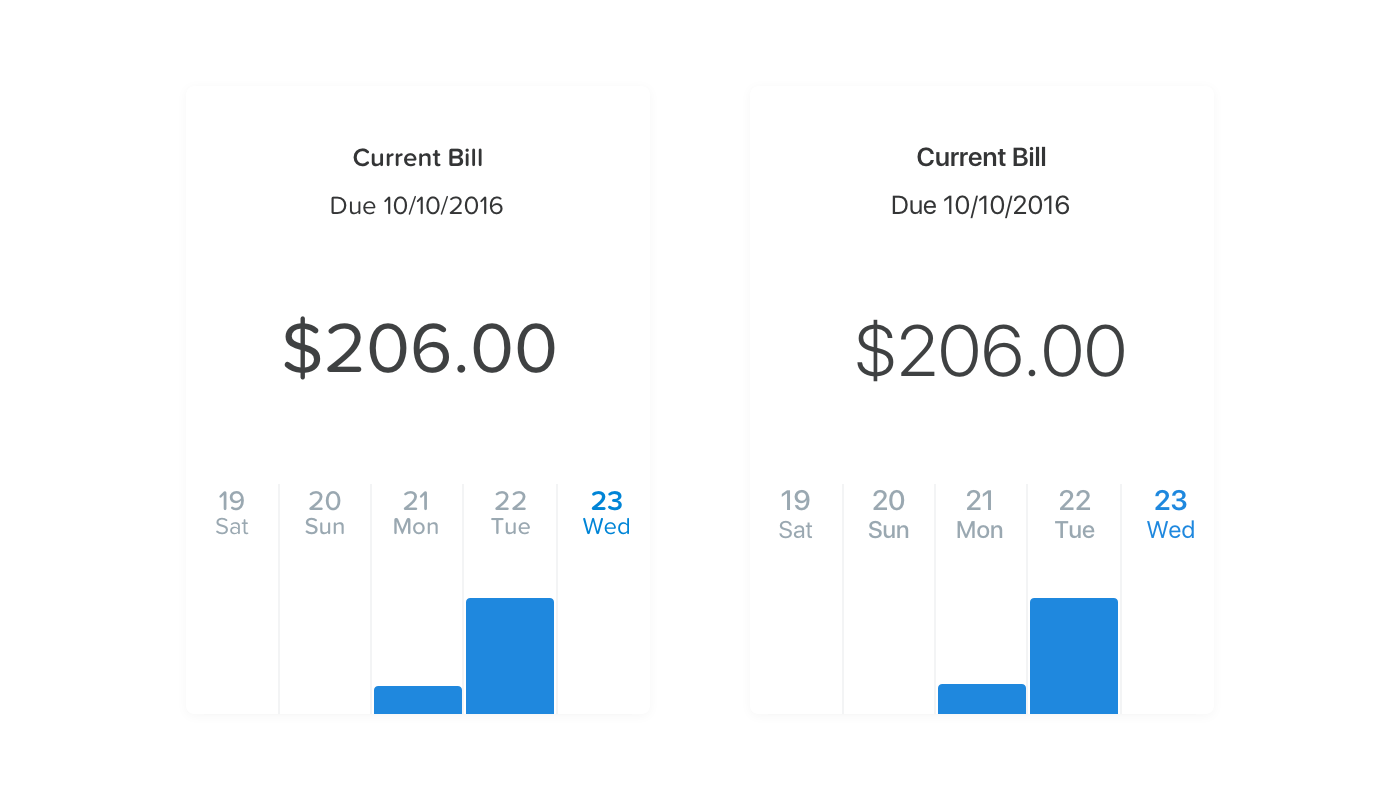 Current Bill
Due 10/10/2016
$206.00
19 20 21 22 23
Sat Sun Mon Tue Wed
Current Bill
Due 10/10/2016
$206.00
19 20 21 22 23
Sat Sun Mon Tue Wed